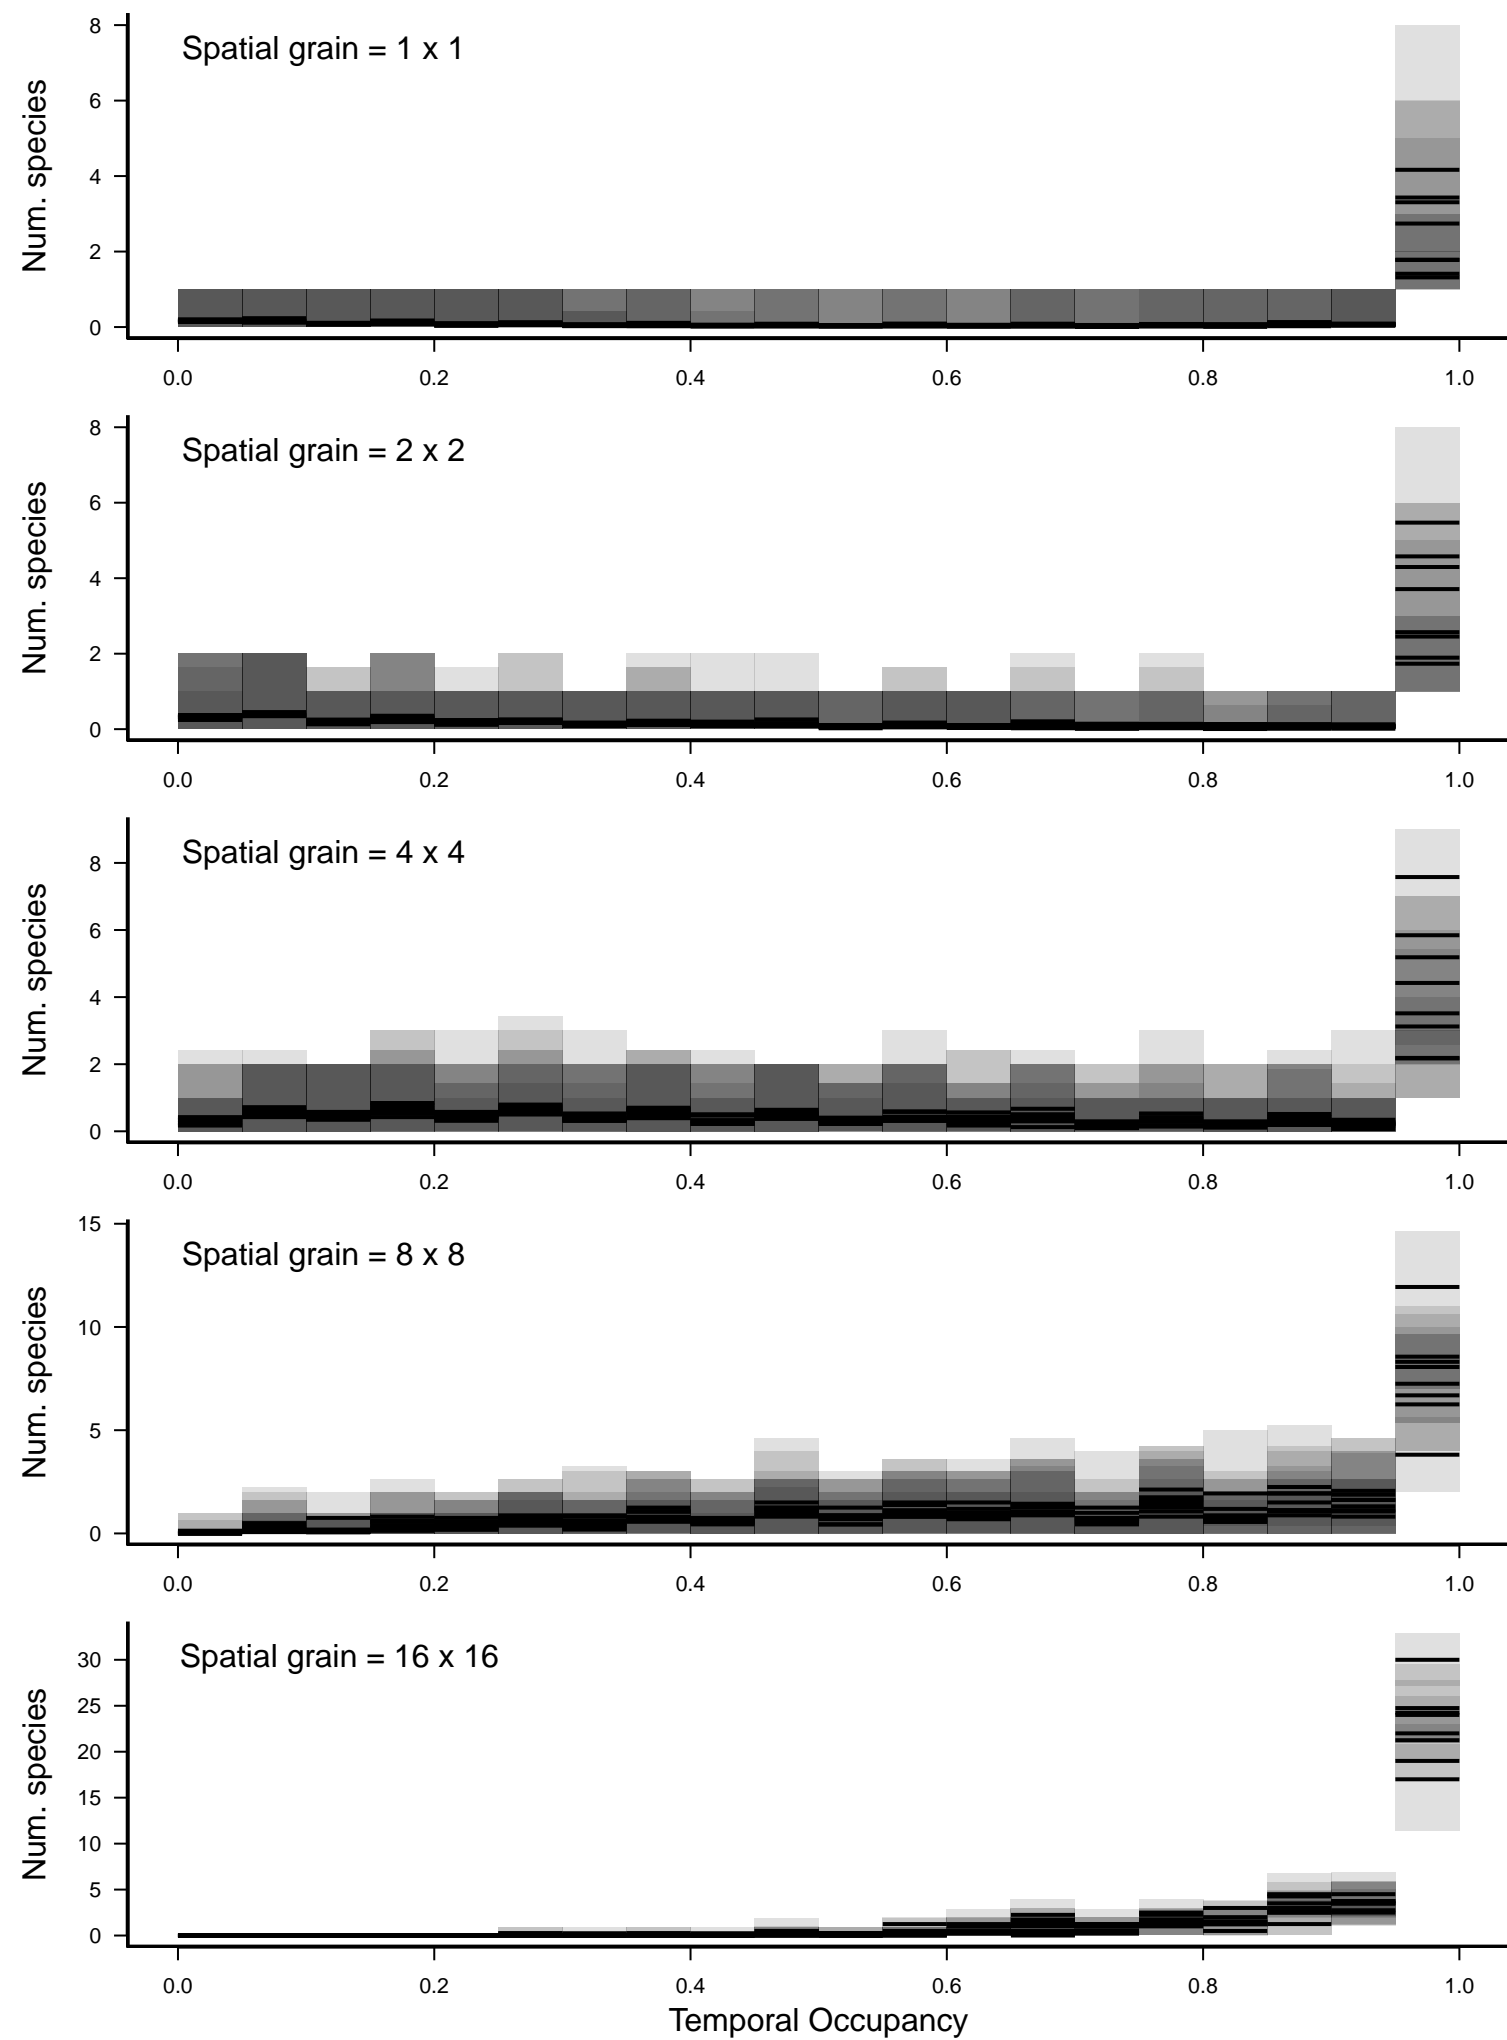 Spatial grain = 1 x 1
Num. species
8
6
4
2
0
0.0 0.2 0.4 0.6 0.8 1.0
Spatial grain = 2 x 2
Num. species
8
6
4
2
0
0.0 0.2 0.4 0.6 0.8 1.0
Spatial grain = 4 x 4
Num. species
8
6
4
2
0
0.0 0.2 0.4 0.6 0.8 1.0
Spatial grain = 8 x 8
Num. species
15
10
5
0
0.0 0.2 0.4 0.6 0.8 1.0
Spatial grain = 16 x 16
Num. species
30
25
20
15
10
5
0
0.0 0.2 0.4 0.6 0.8 1.0
Temporal Occupancy